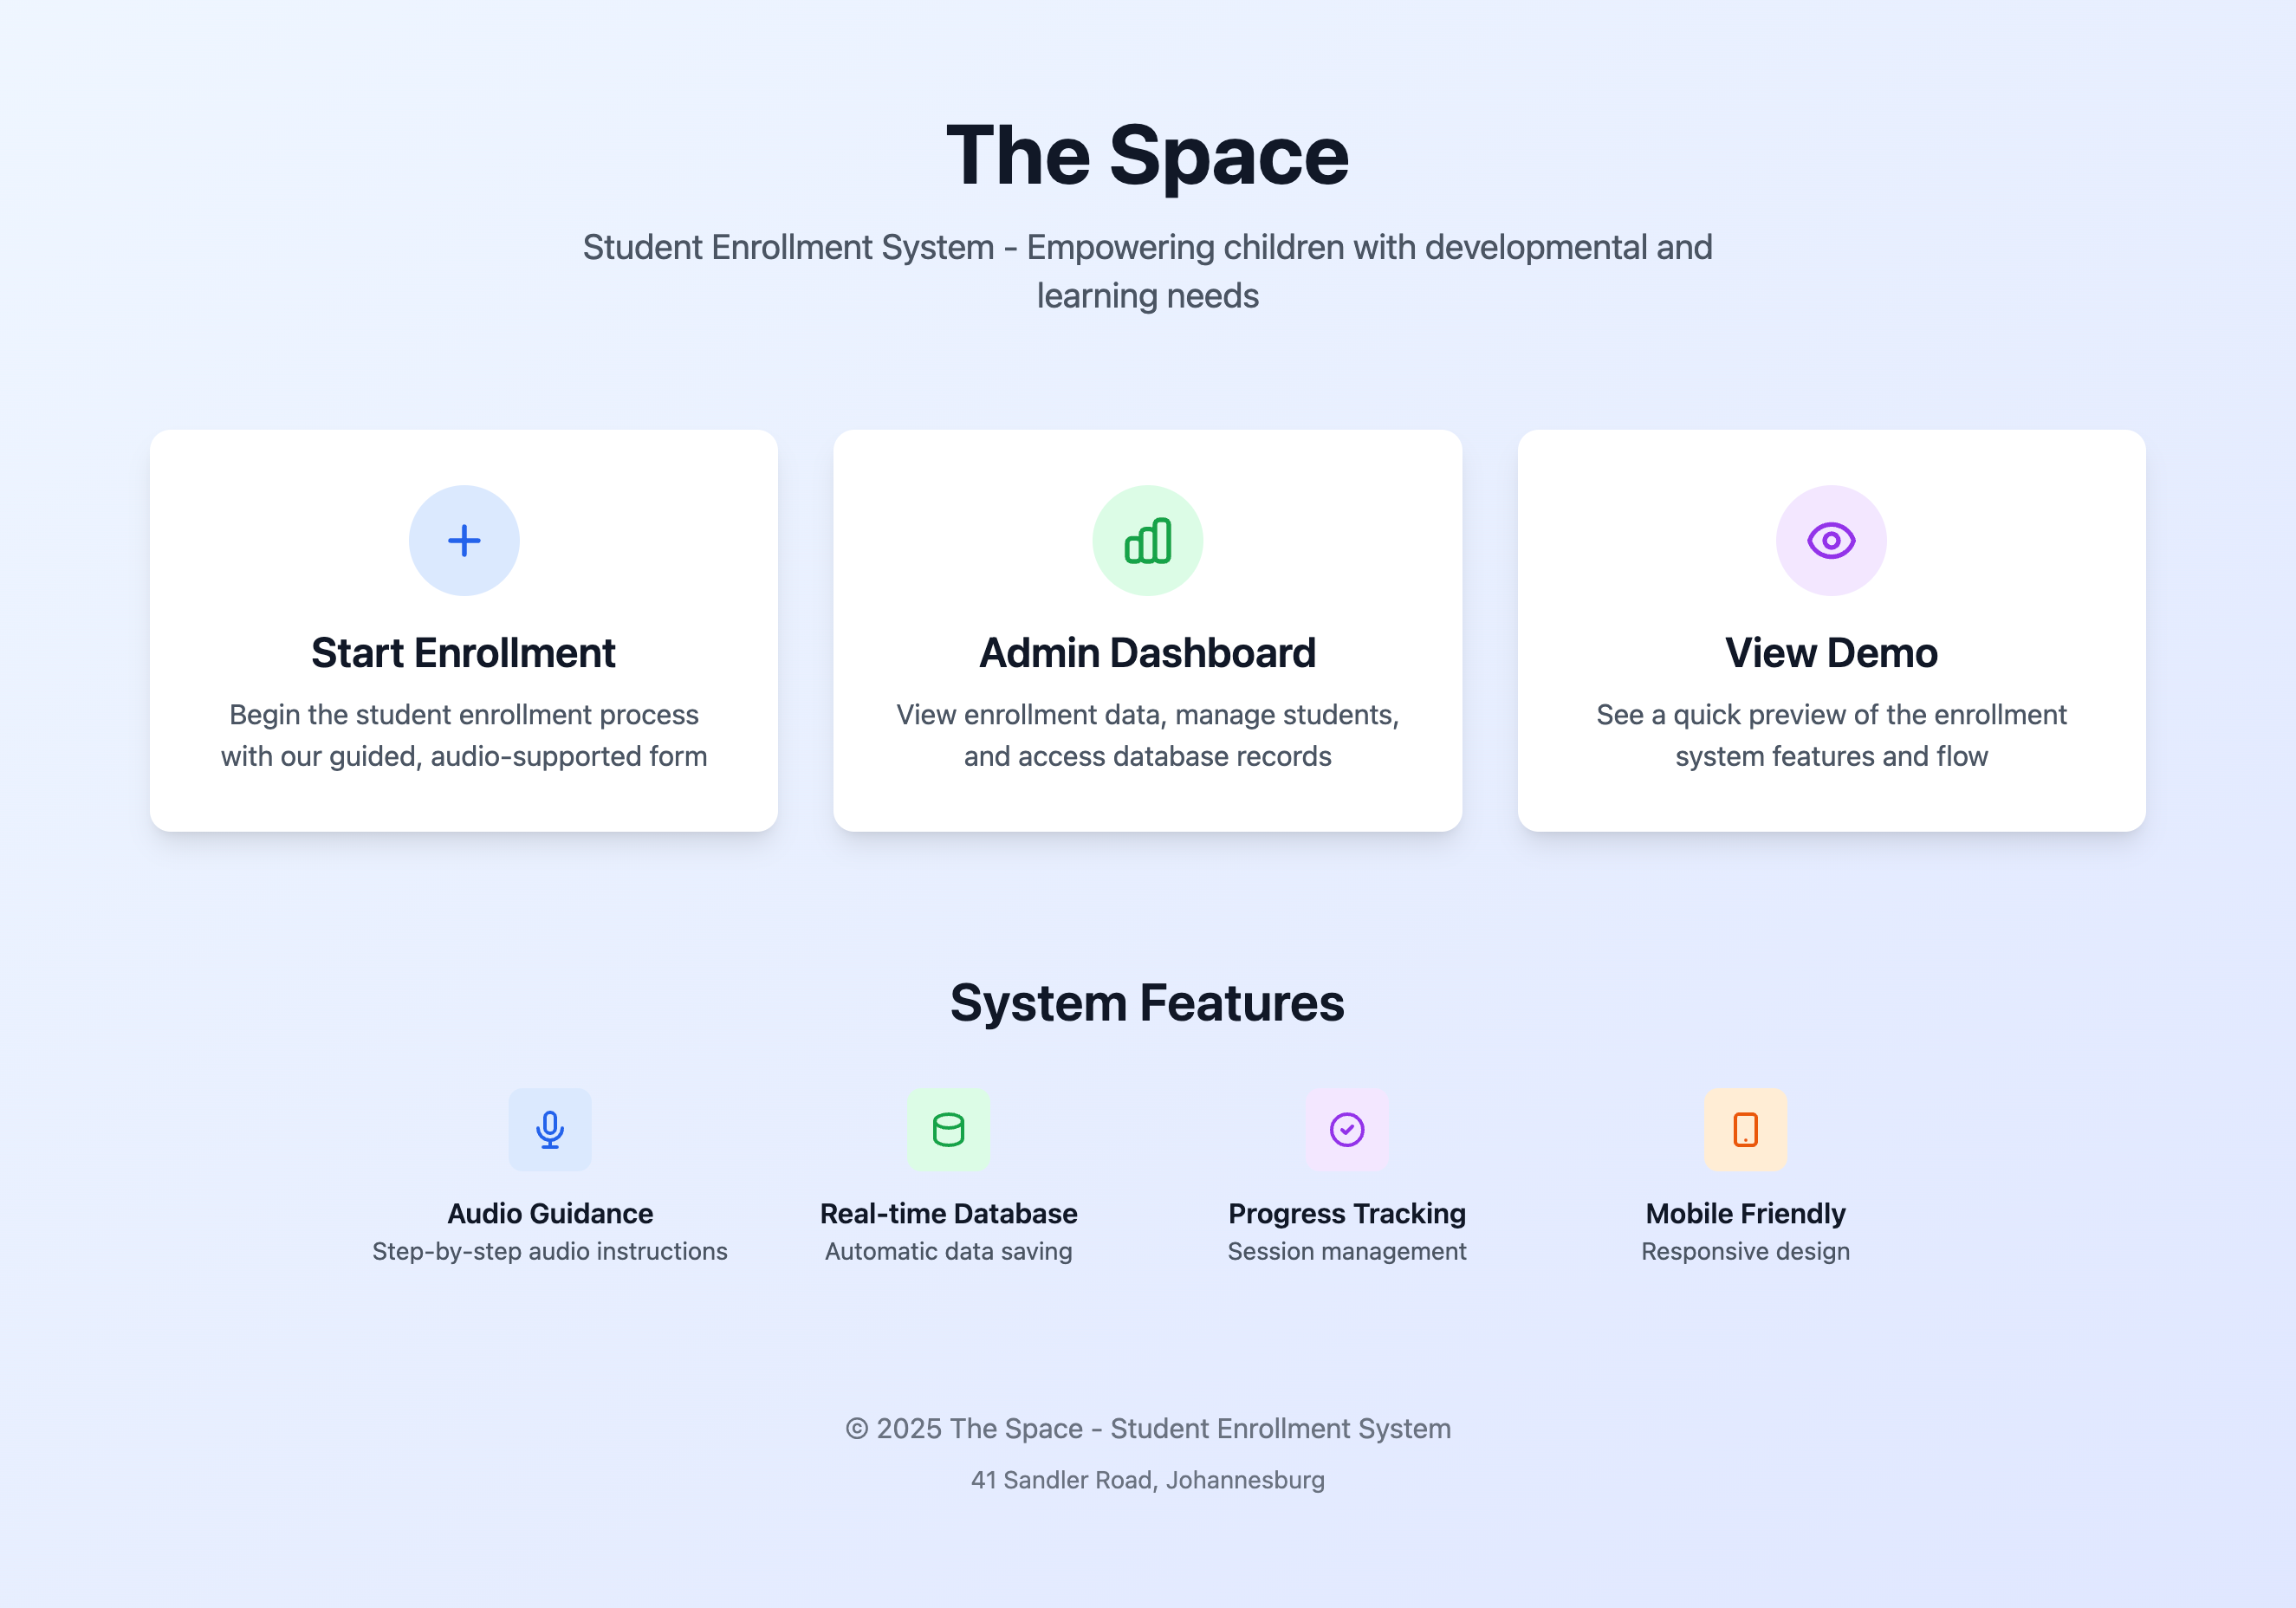 The Space
Student Enrollment System - Empowering children with developmental and
learning needs
Start Enrollment
Begin the student enrollment process
with our guided, audio-supported form
Admin Dashboard
View enrollment data, manage students,
and access database records
View Demo
See a quick preview of the enrollment
system features and flow
System Features
Audio Guidance
Step-by-step audio instructions
Real-time Database
Automatic data saving
Progress Tracking
Session management
Mobile Friendly
Responsive design
© 2025 The Space - Student Enrollment System
41 Sandler Road, Johannesburg